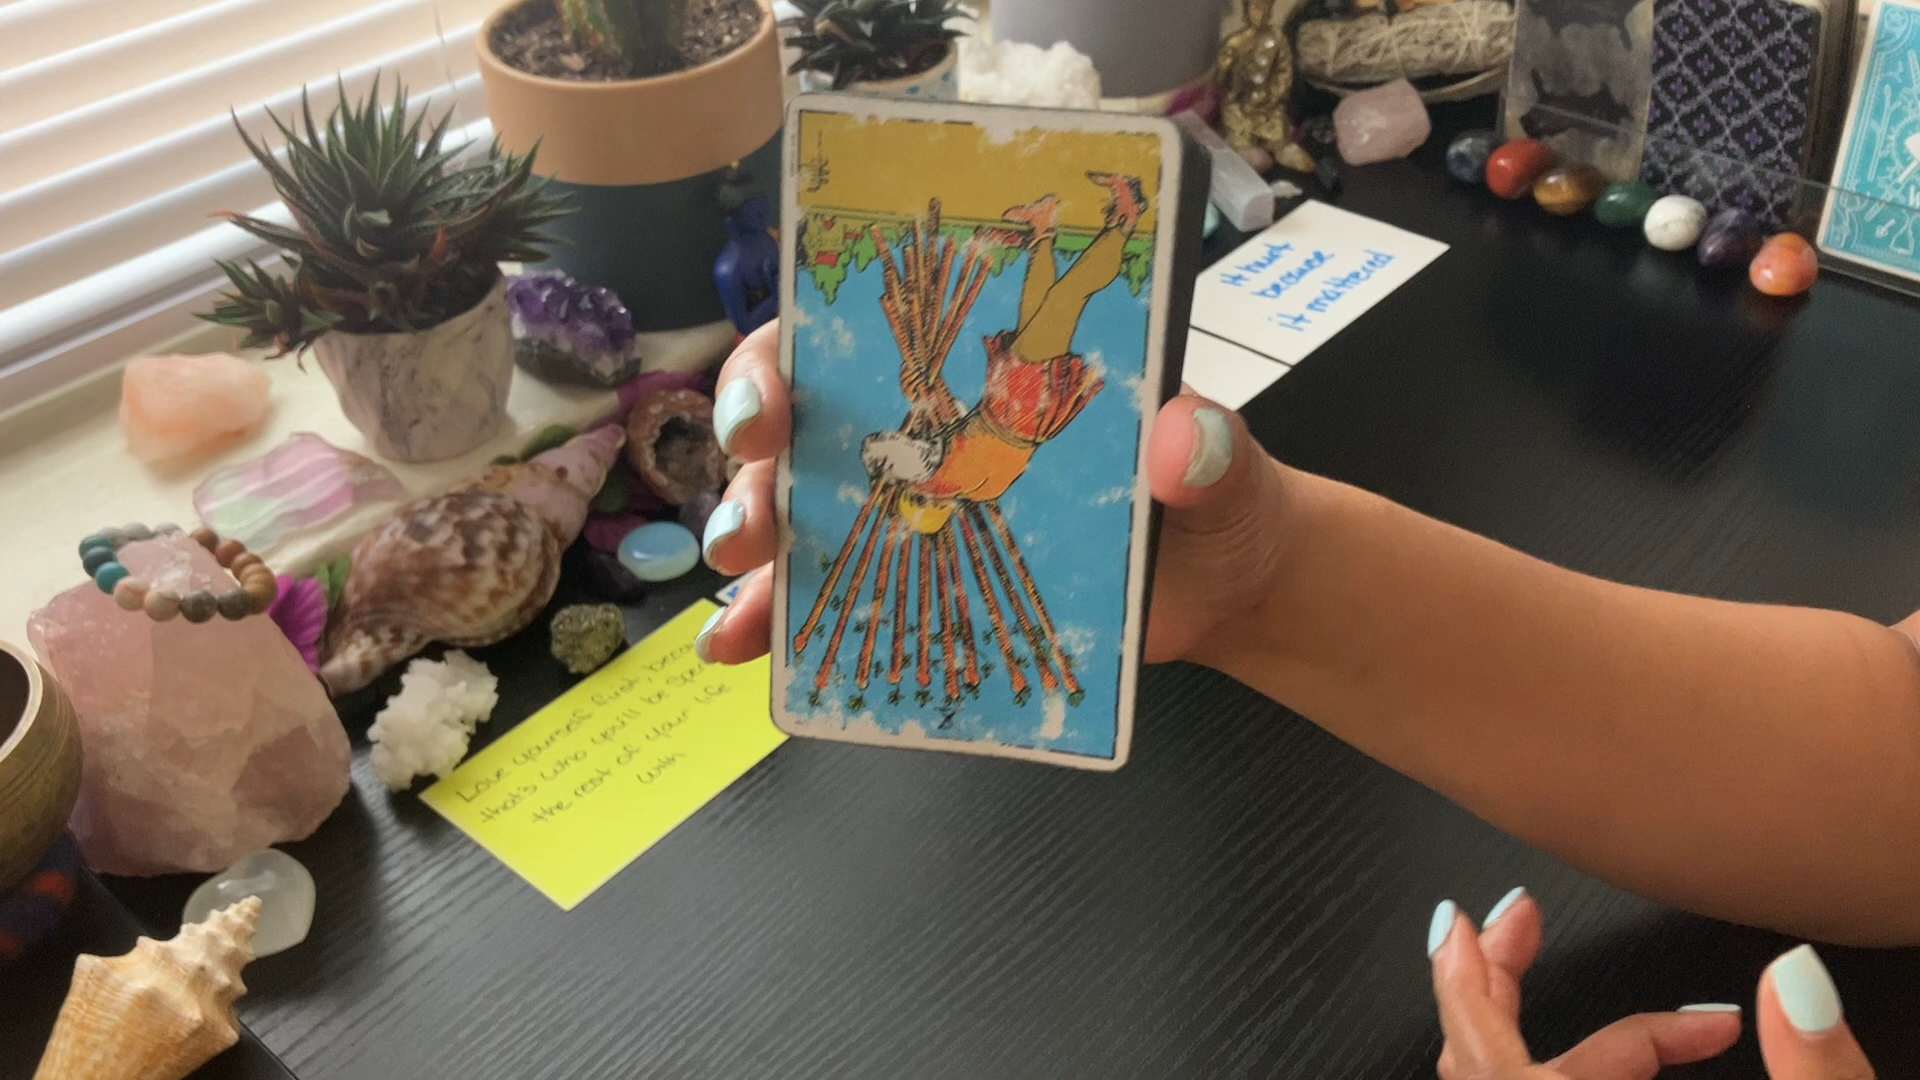 it hurt
because
it mattered
Love yourself first, because
that's who you'll be spe
the rest of your life
with
X